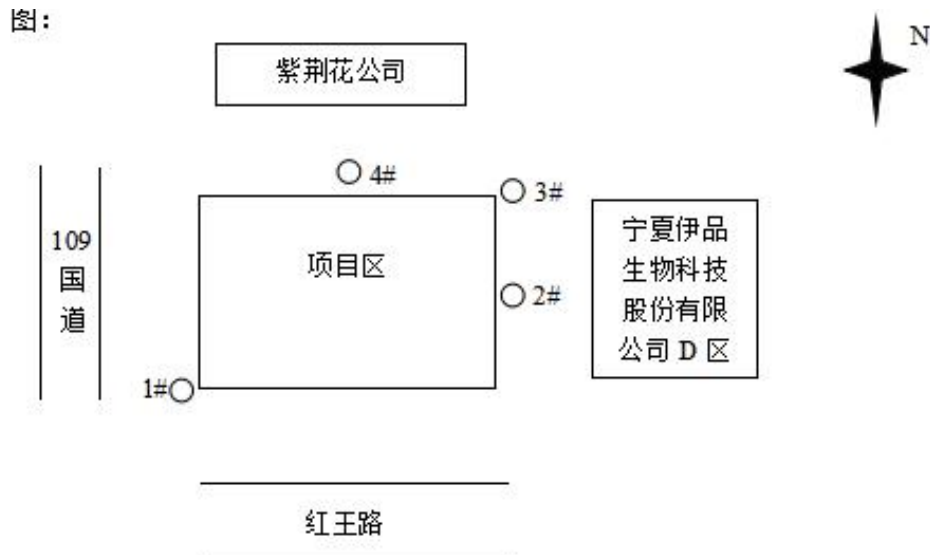 图：
N
紫荆花公司
4#
3#
109
国
道
项目区
宁夏伊品
生物科技
股份有限
公司 D 区
2#
1#
红王路